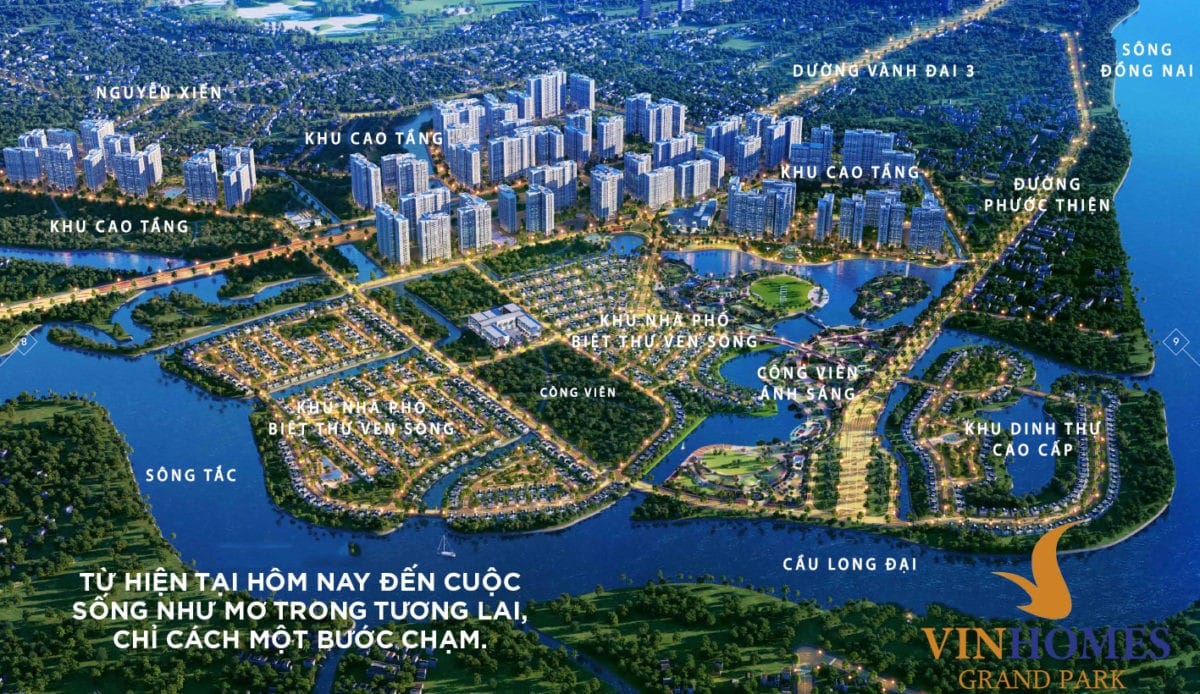 SÔNG
ĐỒNG NAI
DƯỜNG VÀNH ĐAI 3
NGUYỄN XIỂN
KHU CAO TẦNG
KHU CAO TẦNG
ĐƯỜNG
PHƯỚC THIỆN
KHU CAO TẦNG
KHU NHÀ PHỐ
BIỆT THỰ VEN SÔNG
8
9
CÔNG VIÊN
ÁNH SÁNG
CÔNG VIÊN
KHU NHÀ PHỐ
BIỆT THỰ VEN SÔNG
KHU DINH THỰ
CAO CẤP
SÔNG TẮC
CẦU LONG ĐẠI
TỪ HIỆN TẠI HÔM NAY ĐẾN CUỘC
SỐNG NHƯ MƠ TRONG TƯƠNG LAI,
CHỈ CÁCH MỘT BƯỚC CHẠM.
VINHOMES
GRAND PARK